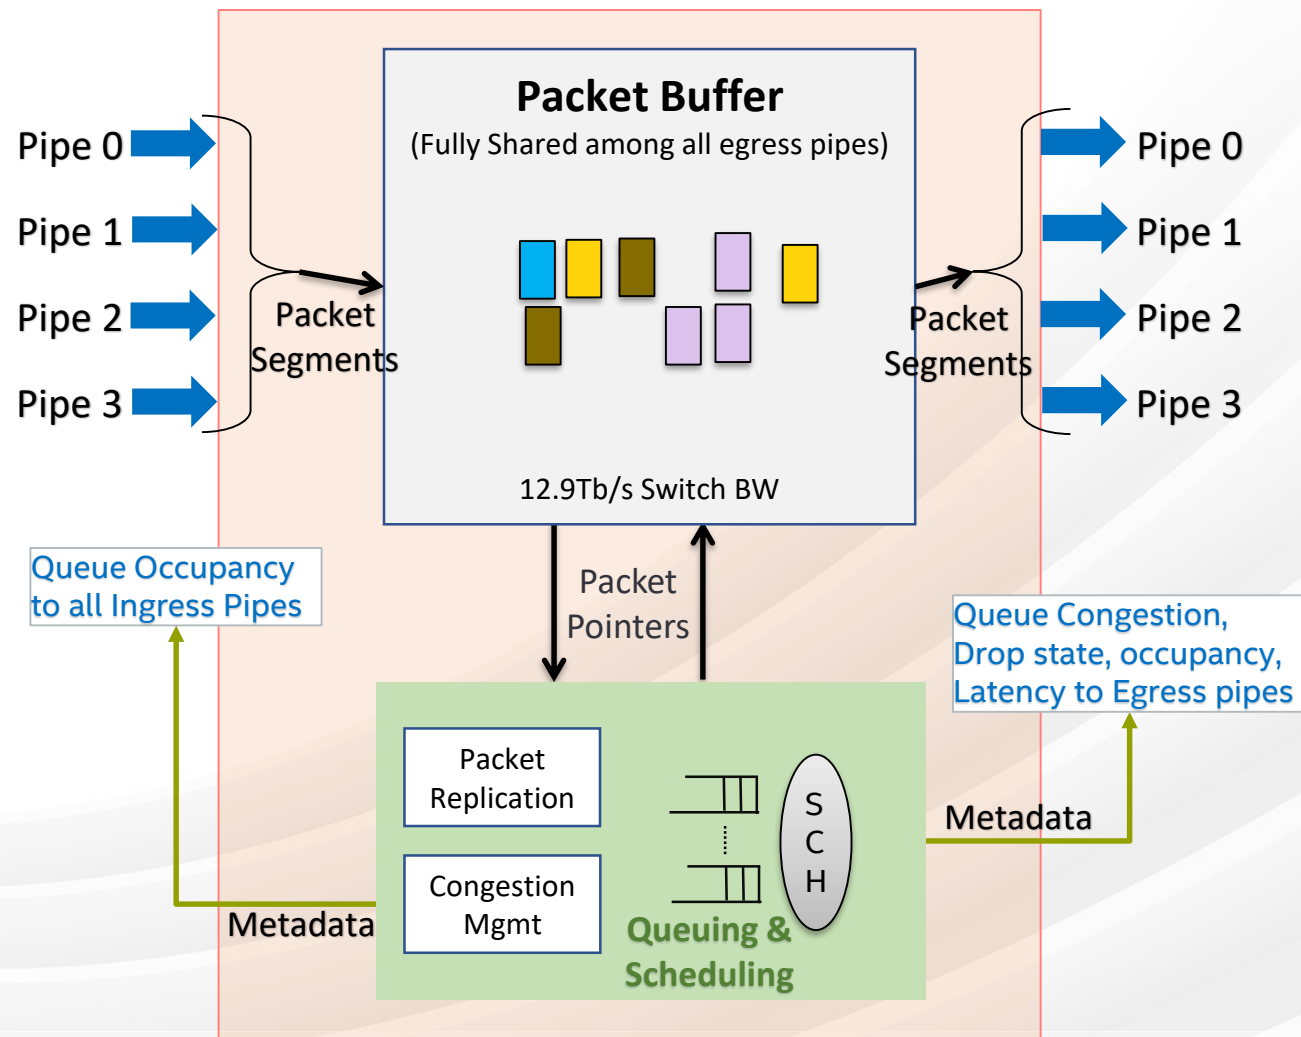 Packet Buffer
(Fully Shared among all egress pipes)
Pipe 0
Pipe 1
Pipe 2
Pipe 3
Packet
Segments
12.9Tb/s Switch BW
Packet
Segments
Pipe 0
Pipe 1
Pipe 2
Pipe 3
Queue Occupancy
to all Ingress Pipes
Packet
Pointers
Queue Congestion,
Drop state, occupancy,
Latency to Egress pipes
Packet
Replication
Congestion
Mgmt
S
C
H
Queuing &
Scheduling
Metadata
Metadata